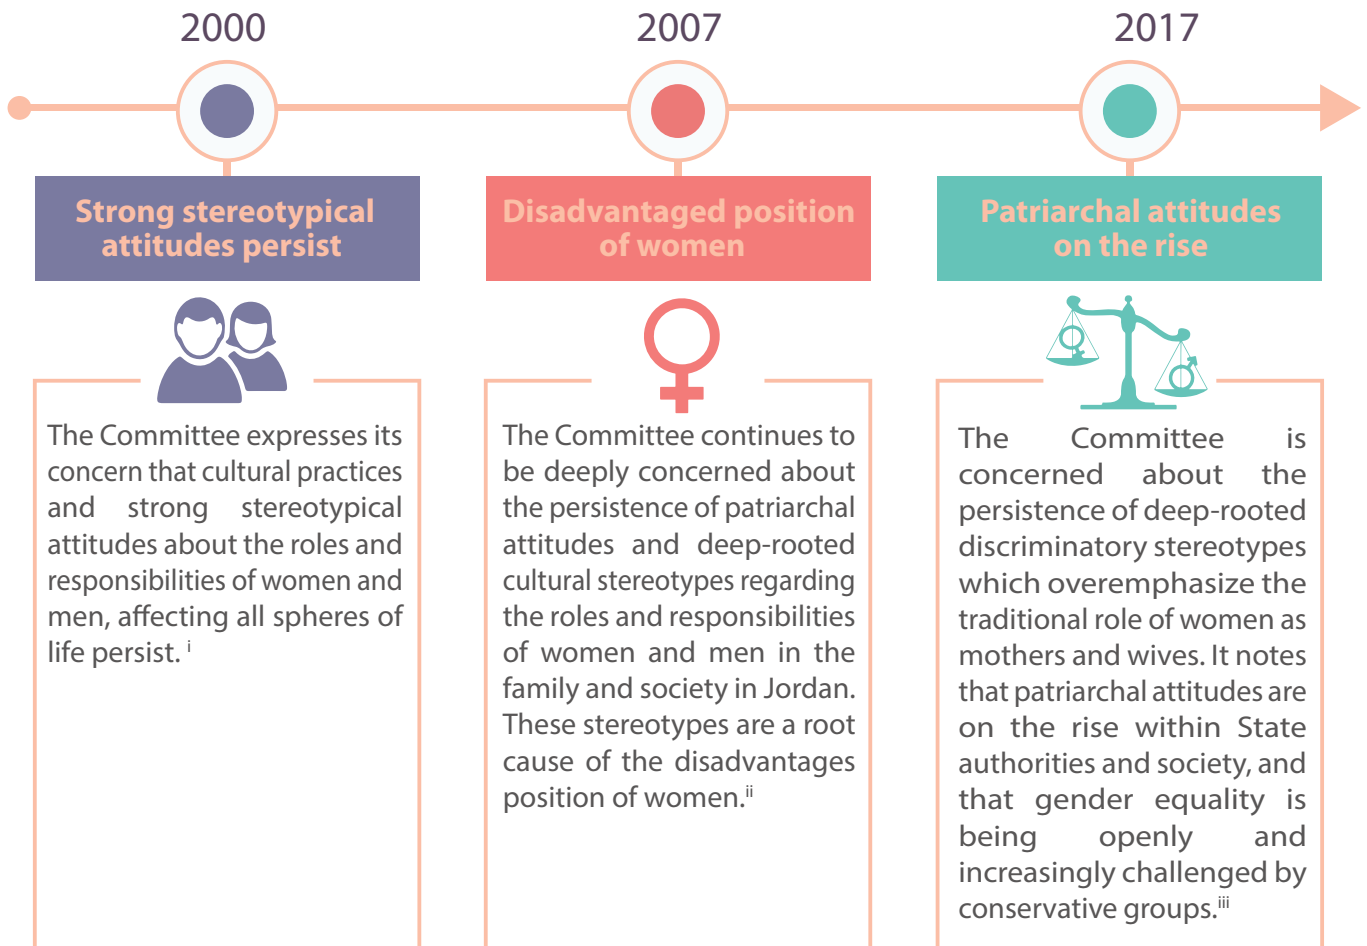 2000
2007
2017
Strong stereotypical
attitudes persist
Disadvantaged position
of women
Patriarchal attitudes
on the rise
The Committee expresses its
concern that cultural practices
and strong stereotypical
attitudes about the roles and
responsibilities of women and
men, affecting all spheres of
life persist. i
The Committee continues to
be deeply concerned about
the persistence of patriarchal
attitudes and deep-rooted
cultural stereotypes regarding
the roles and responsibilities
of women and men in the
family and society in Jordan.
These stereotypes are a root
cause of the disadvantages
position of women.ii
The Committee is
concerned about the
persistence of deep-rooted
discriminatory stereotypes
which overemphasize the
traditional role of women as
mothers and wives. It notes
that patriarchal attitudes are
on the rise within State
authorities and society, and
that gender equality is
being openly and
increasingly challenged by
conservative groups.iii